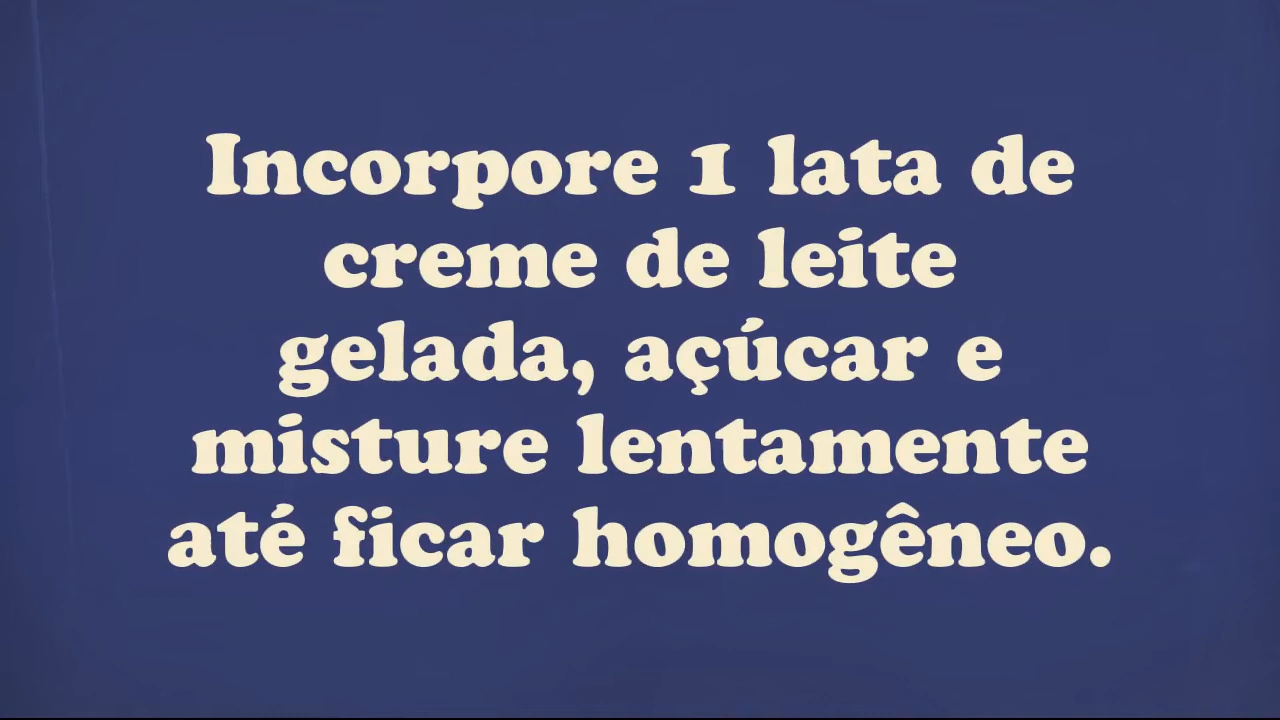 Incorpore 1 lata de
creme de leite
gelada, açúcar e
misture lentamente
até ficar homogêneo.